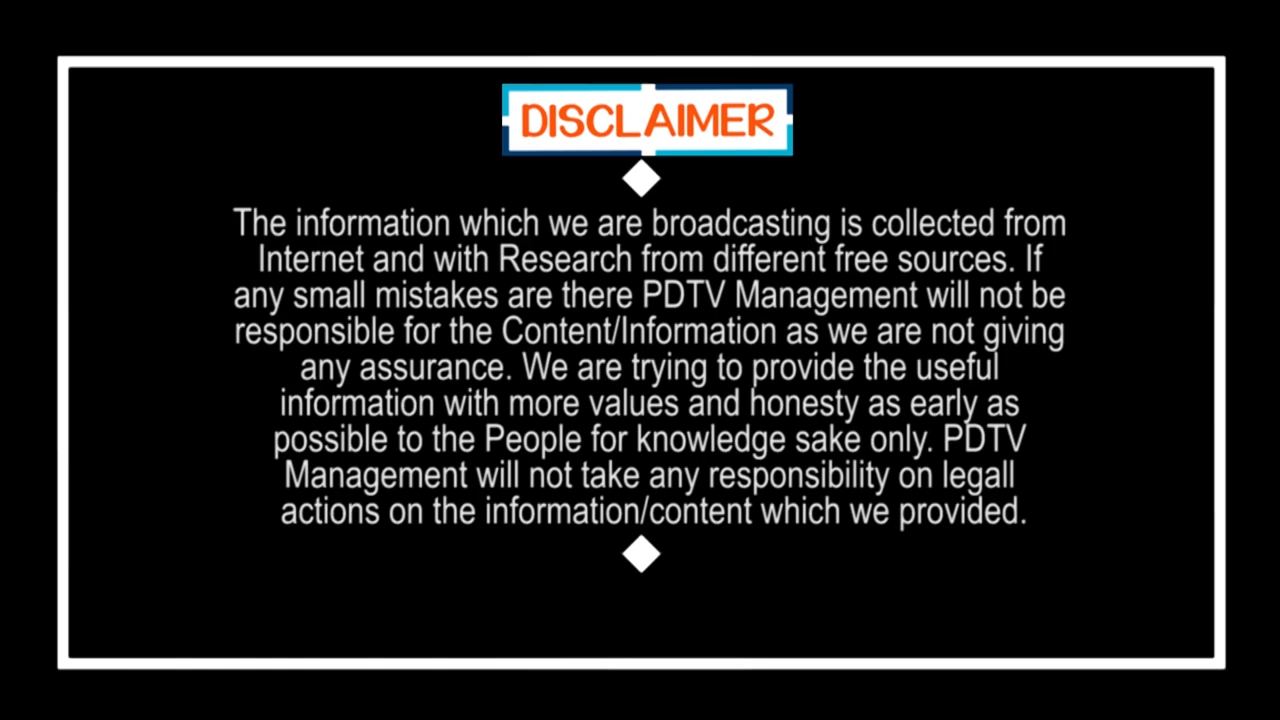 DISCLAIMER
The information which we are broadcasting is collected from
Internet and with Research from different free sources. If
any small mistakes are there PDTV Management will not be
responsible for the Content/Information as we are not giving
any assurance. We are trying to provide the useful
information with more values and honesty as early as
possible to the People for knowledge sake only. PDTV
Management will not take any responsibility on legall
actions on the information/content which we provided.